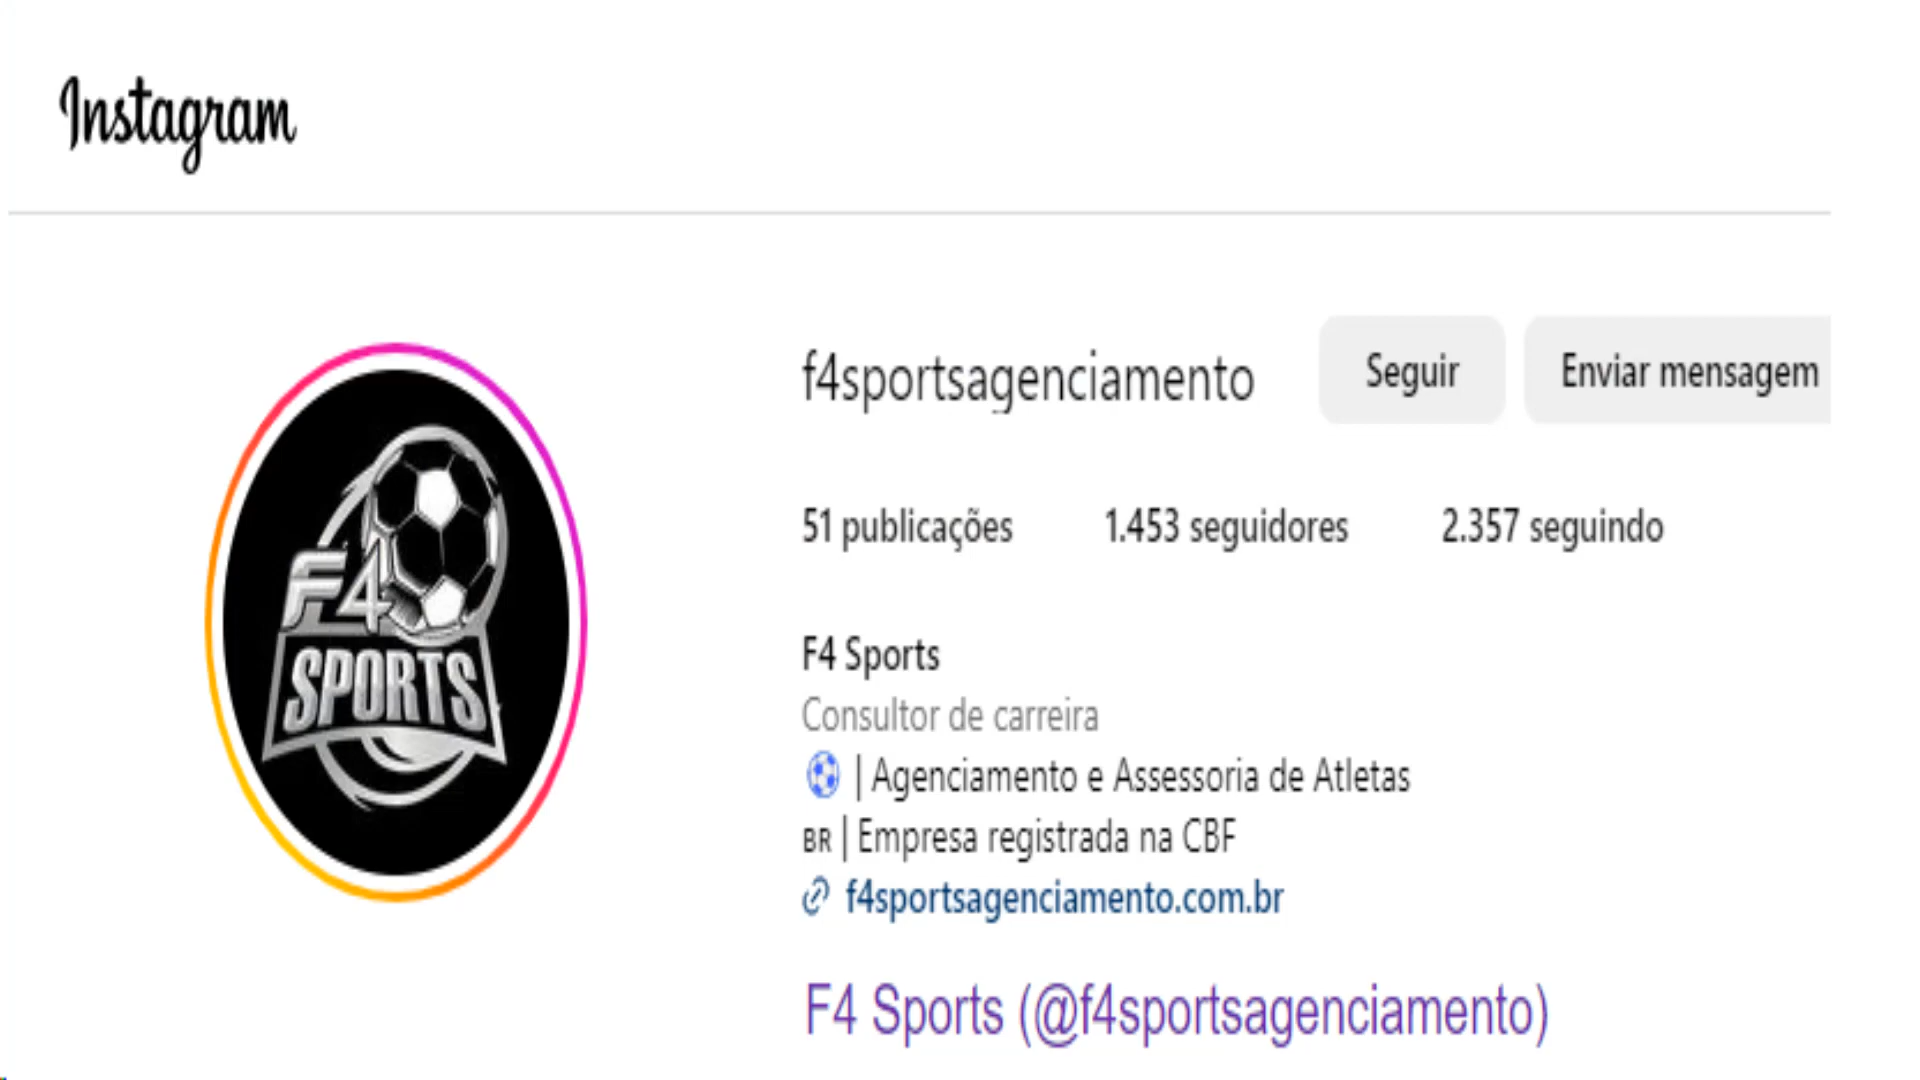 Instagram
f4sportsagenciamento Seguir Enviar mensagem
51 publicações 1.453 seguidores 2.357 seguindo
F4
SPORTS
F4 Sports
Consultor de carreira
⚽ | Agenciamento e Assessoria de Atletas
BR | Empresa registrada na CBF
f4sportsagenciamento.com.br
F4 Sports (@f4sportsagenciamento)